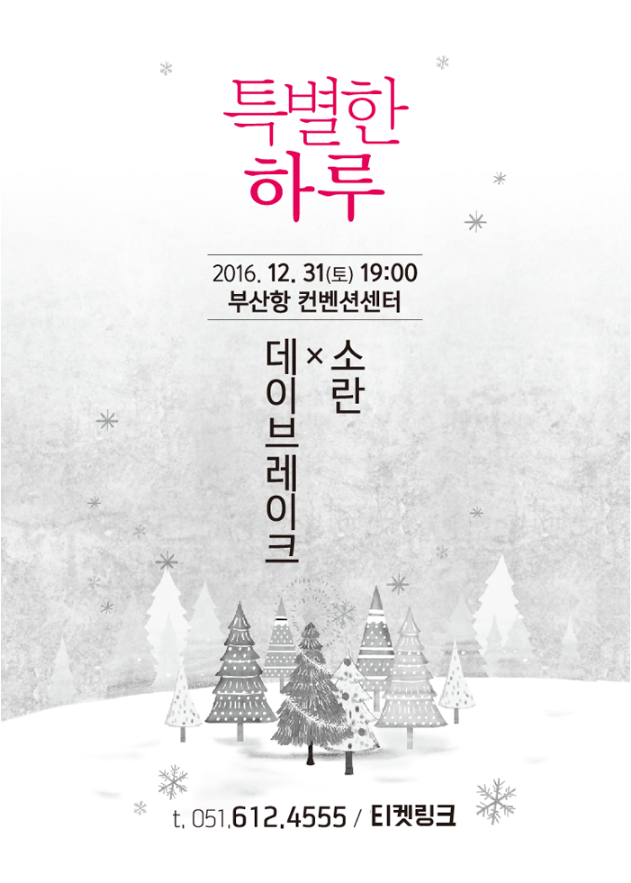 특별한
하루
2016. 12. 31(토) 19:00
부산항 컨벤션센터
데이브레이크
×
소란
t. 051.612.4555 / 티켓링크